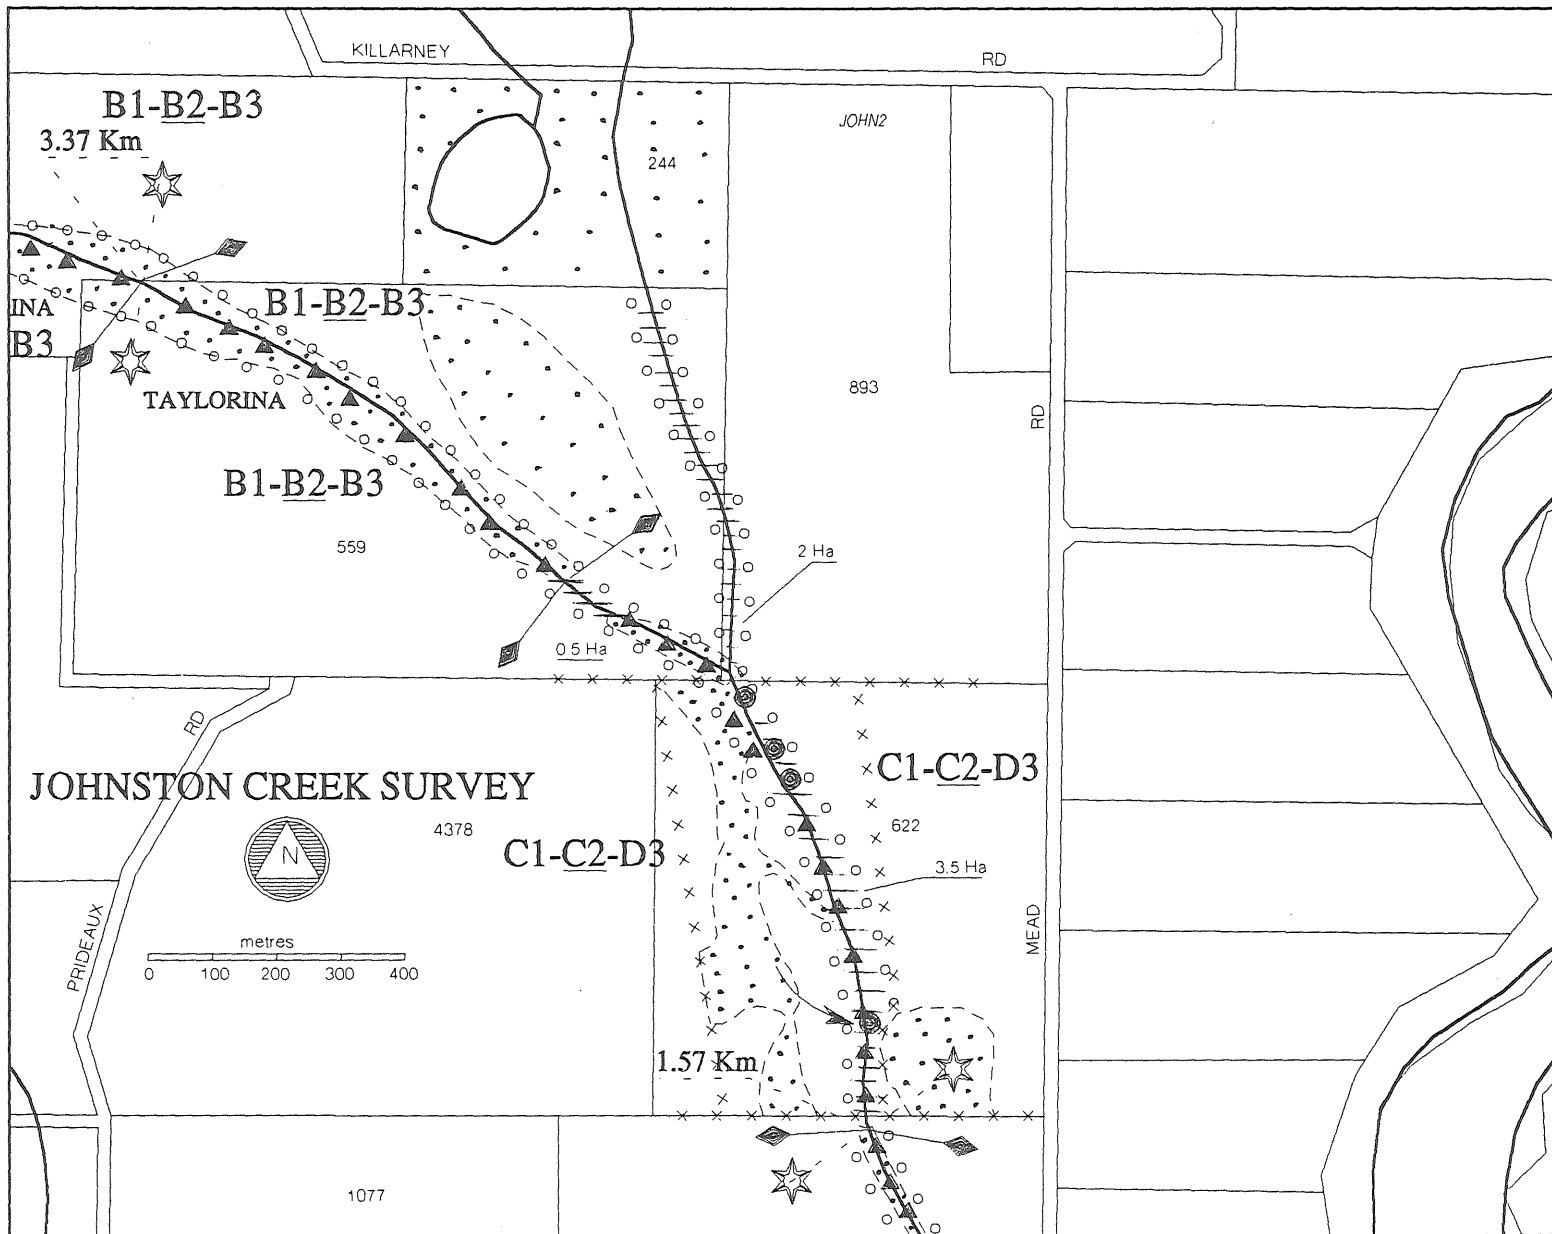 KILLARNEY RD
B1-B2-B3
3.37 Km
JOHN2
244
INA
B3
B1-B2-B3
TAYLORINA
893
RD
B1-B2-B3
559
2 Ha
0.5 Ha
RD
JOHNSTON CREEK SURVEY
4378
N
C1-C2-D3
C1-C2-D3
622
3.5 Ha
PRIDEAUX
MEAD
metres
0 100 200 300 400
1.57 Km
1077